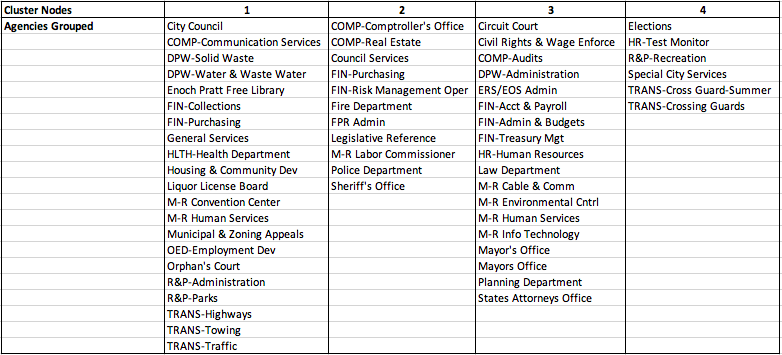 Cluster Nodes 1 2 3 4
Agencies Grouped City Council COMP-Comptroller's Office Circuit Court Elections
COMP-Communication Services COMP-Real Estate Civil Rights & Wage Enforce HR-Test Monitor
DPW-Solid Waste Council Services COMP-Audits R&P-Recreation
DPW-Water & Waste Water FIN-Purchasing DPW-Administration Special City Services
Enoch Pratt Free Library FIN-Risk Management Oper ERS/EOS Admin TRANS-Cross Guard-Summer
FIN-Collections Fire Department FIN-Acct & Payroll TRANS-Crossing Guards
FIN-Purchasing FPR Admin FIN-Admin & Budgets
General Services Legislative Reference FIN-Treasury Mgt
HLTH-Health Department M-R Labor Commissioner HR-Human Resources
Housing & Community Dev Police Department Law Department
Liquor License Board Sheriff's Office M-R Cable & Comm
M-R Convention Center M-R Environmental Cntrl
M-R Human Services M-R Human Services
Municipal & Zoning Appeals M-R Info Technology
OED-Employment Dev Mayor's Office
Orphan's Court Mayors Office
R&P-Administration Planning Department
R&P-Parks States Attorneys Office
TRANS-Highways
TRANS-Towing
TRANS-Traffic